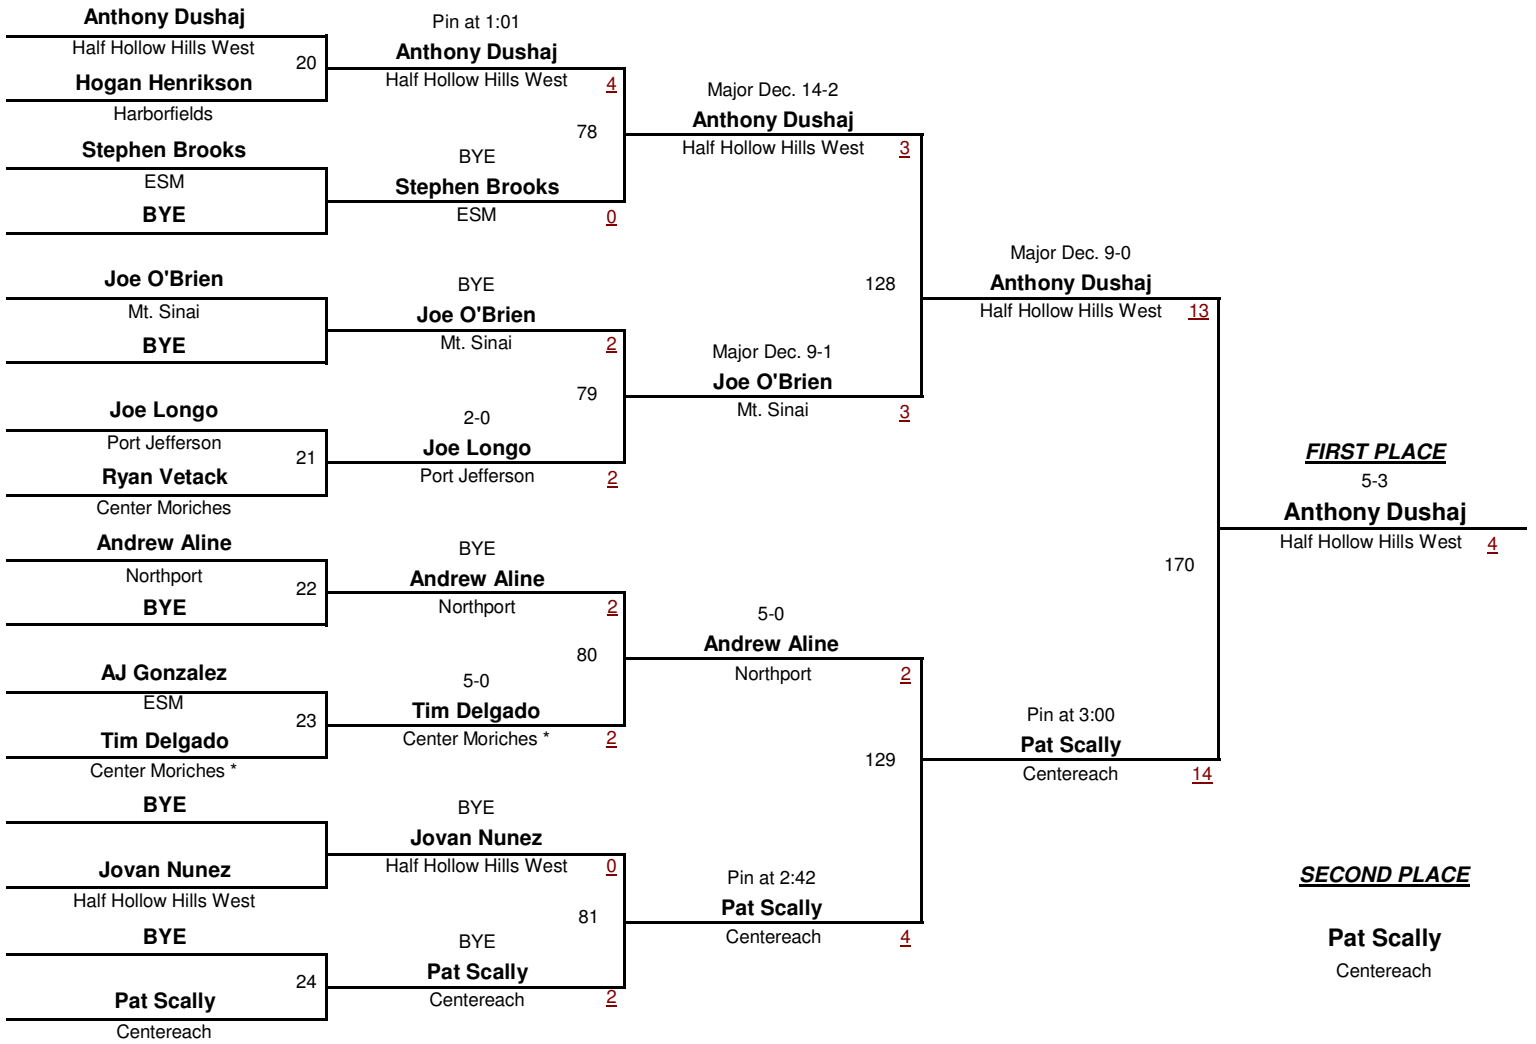 Anthony Dushaj
Half Hollow Hills West
20
Hogan Henrikson
Harborfields
Stephen Brooks
ESM
BYE
Joe O'Brien
Mt. Sinai
BYE
Joe Longo
Port Jefferson
21
Ryan Vetack
Center Moriches
Andrew Aline
Northport
22
BYE
AJ Gonzalez
ESM
23
Tim Delgado
Center Moriches *
BYE
Jovan Nunez
Half Hollow Hills West
BYE
24
Pat Scally
Centereach
Pin at 1:01
Anthony Dushaj
Half Hollow Hills West 4
78
BYE
Stephen Brooks
ESM 0
BYE
Joe O'Brien
Mt. Sinai 2
79
2-0
Joe Longo
Port Jefferson 2
BYE
Andrew Aline
Northport 2
80
5-0
Tim Delgado
Center Moriches * 2
BYE
Jovan Nunez
Half Hollow Hills West 0
81
BYE
Pat Scally
Centereach 2
Major Dec. 14-2
Anthony Dushaj
Half Hollow Hills West 3
128
Major Dec. 9-1
Joe O'Brien
Mt. Sinai 3
5-0
Andrew Aline
Northport 2
129
Pin at 2:42
Pat Scally
Centereach 4
Major Dec. 9-0
Anthony Dushaj
Half Hollow Hills West 13
170
Pin at 3:00
Pat Scally
Centereach 14
FIRST PLACE
5-3
Anthony Dushaj
Half Hollow Hills West 4
SECOND PLACE
Pat Scally
Centereach